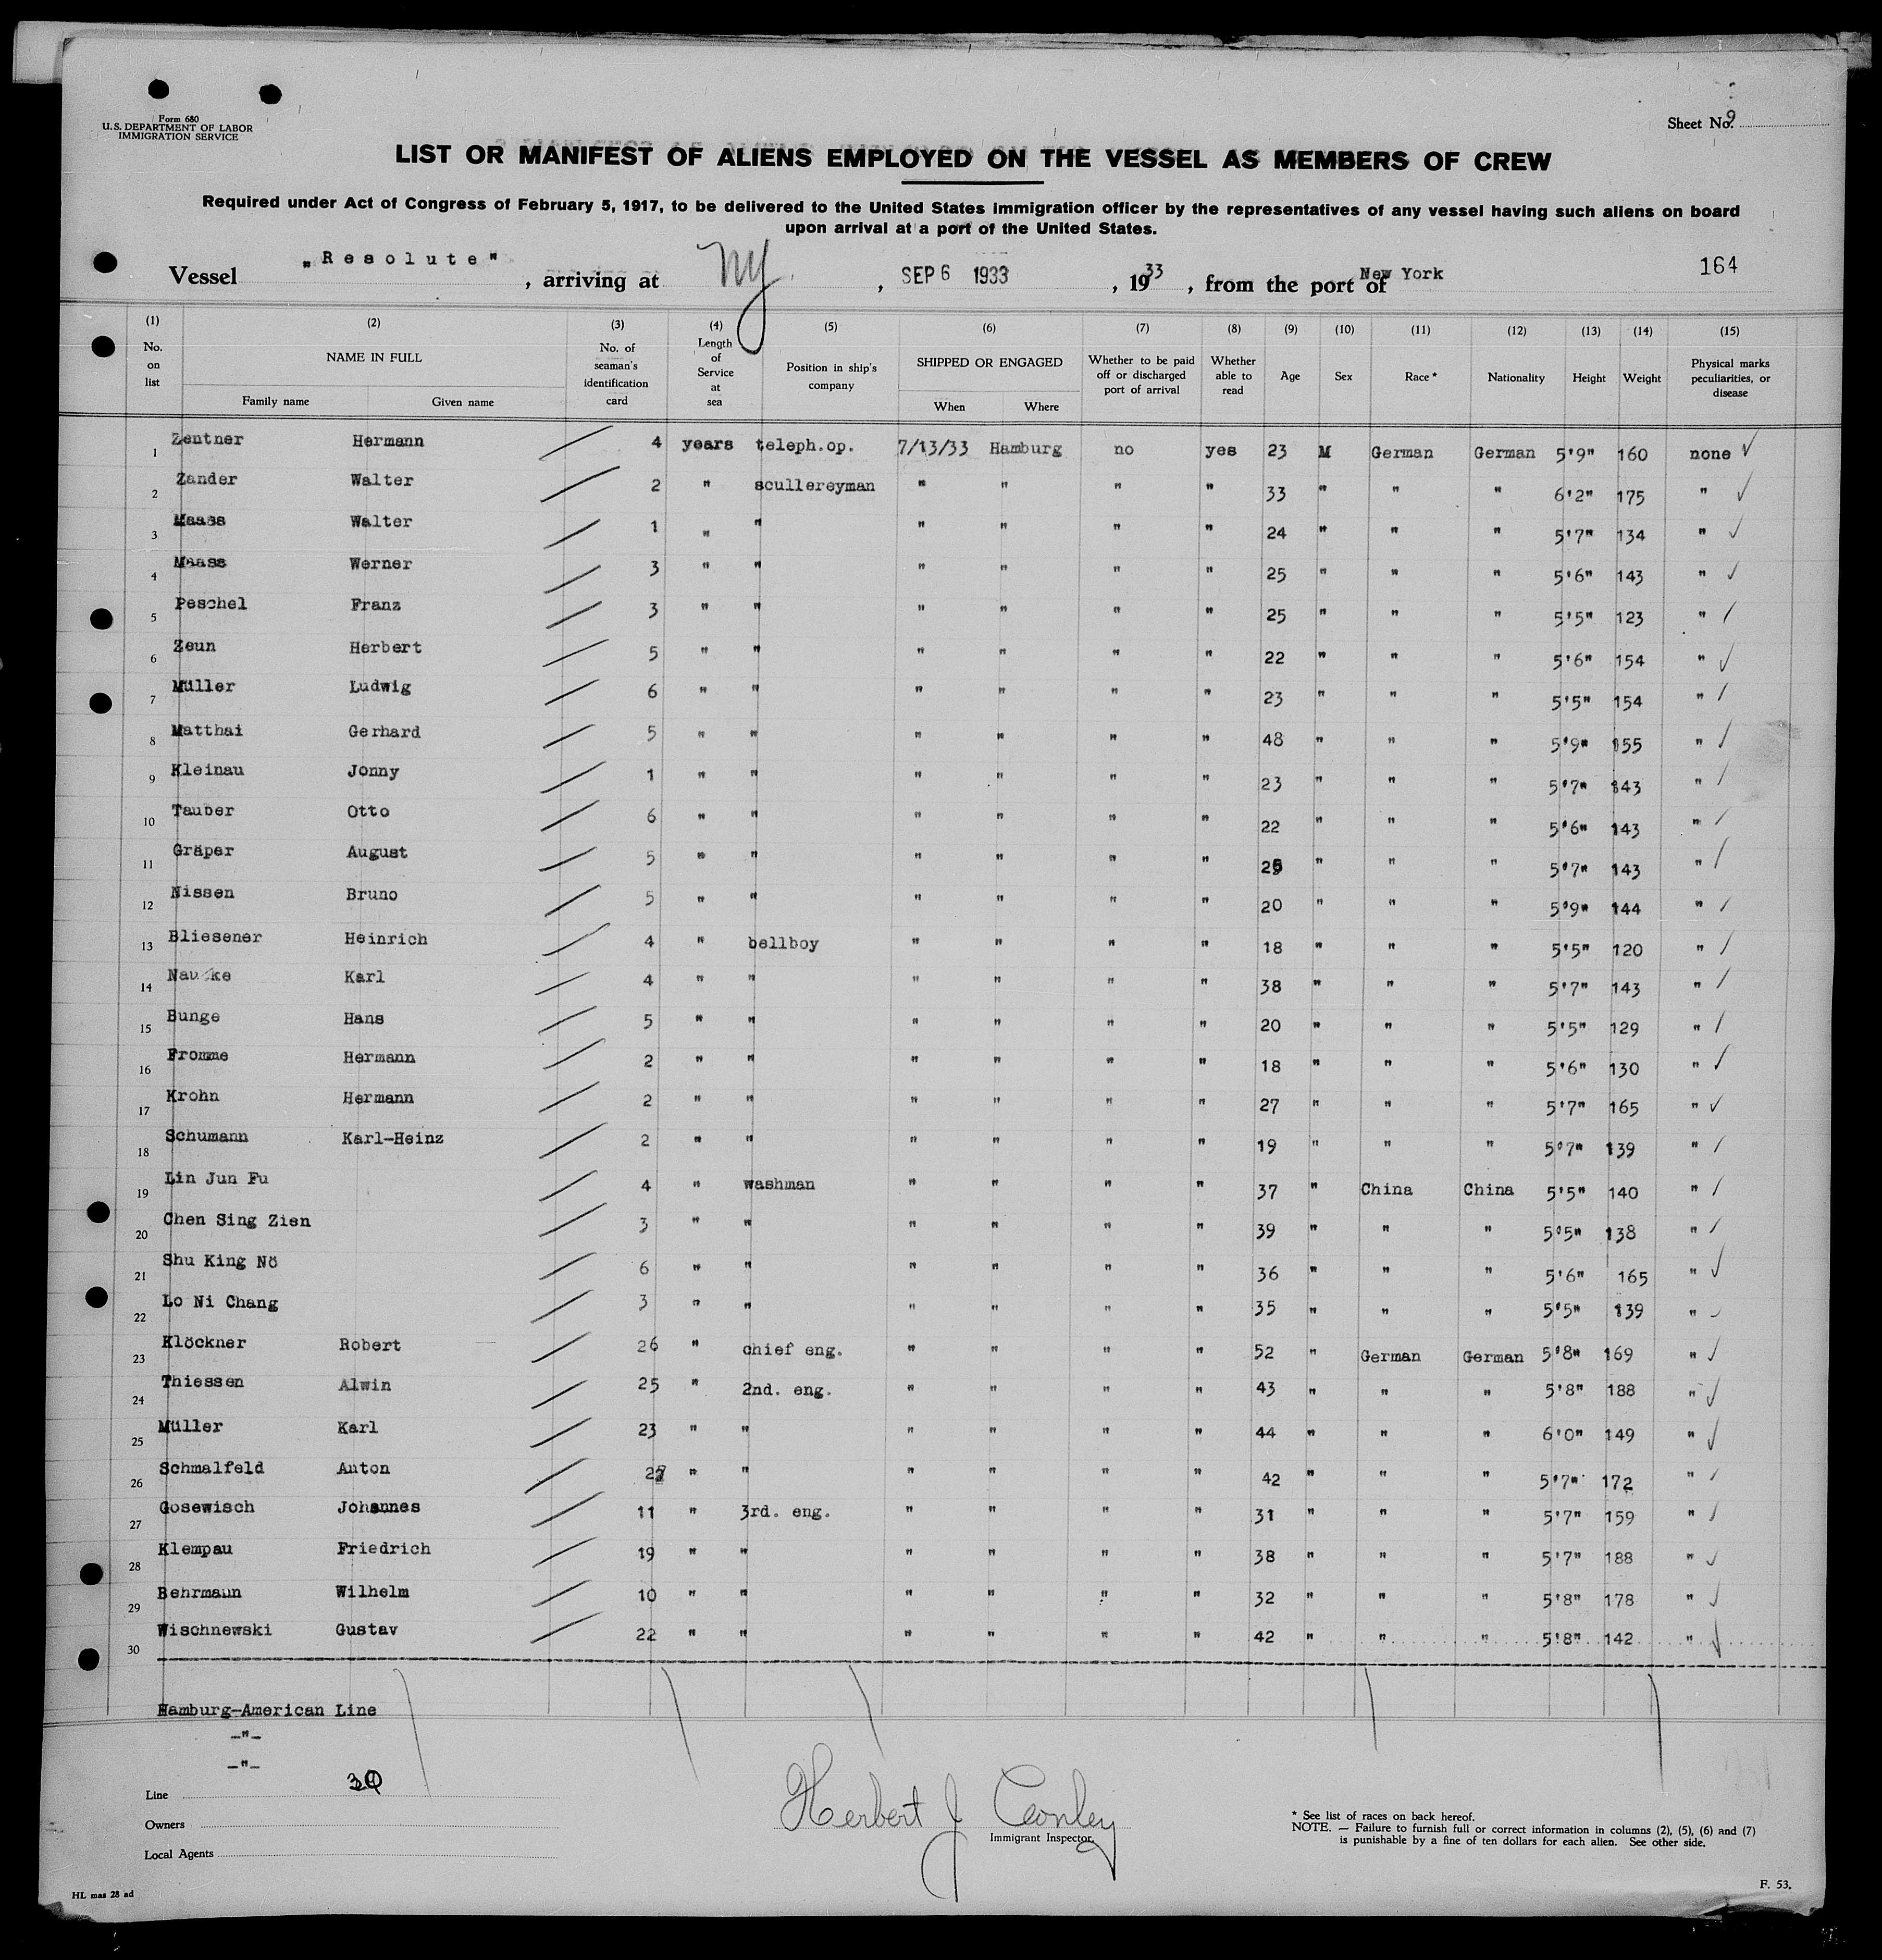 Form 680
U.S. DEPARTMENT OF LABOR
IMMIGRATION SERVICE
Sheet No. 9
LIST OR MANIFEST OF ALIENS EMPLOYED ON THE VESSEL AS MEMBERS OF CREW
Required under Act of Congress of February 5, 1917, to be delivered to the United States immigration officer by the representatives of any vessel having such aliens on board
upon arrival at a port of the United States.
Vessel "Resolute", arriving at NY, SEP 6 1933, 1933, from the port of New York 164
(1) (2) (3) (4) (5) (6) (7) (8) (9) (10) (11) (12) (13) (14) (15)
No. on list NAME IN FULL Family name Given name No. of seaman's identification card Length of Service at sea Position in ship's company SHIPPED OR ENGAGED When Where Whether to be paid off or discharged port of arrival Whether able to read Age Sex Race * Nationality Height Weight Physical marks peculiarities, or disease
1 Zentner Hermann 4 years teleph.op. 7/13/33 Hamburg no yes 23 M German German 5'9" 160 none
2 Zander Walter 2 " scullereyman " " " " 33 " " " 6'2" 175 "
3 Maass Walter 1 " " " " " " 24 " " " 5'7" 134 "
4 Maass Werner 3 " " " " " " 25 " " " 5'6" 143 "
5 Peschel Franz 3 " " " " " " 25 " " " 5'5" 123 "
6 Zeun Herbert 5 " " " " " " 22 " " " 5'6" 154 "
7 Müller Ludwig 6 " " " " " " 23 " " " 5'5" 154 "
8 Matthai Gerhard 5 " " " " " " 48 " " " 5'9" 155 "
9 Kleinau Jonny 1 " " " " " " 23 " " " 5'7" 143 "
10 Tauber Otto 6 " " " " " " 22 " " " 5'6" 143 "
11 Gräper August 5 " " " " " " " " " 5'7" 143 "
12 Nissen Bruno 5 " " " " " " 20 " " " 5'9" 144 "
13 Bliesener Heinrich 4 " bellboy " " " " 18 " " " 5'5" 120 "
14 Karl 4 " " " " " " 38 " " " 5'7" 143 "
15 Bunge Hans 5 " " " " " " 20 " " " 5'5" 129 "
16 Fromme Hermann 2 " " " " " " 18 " " " 5'6" 130 "
17 Krohn Hermann 2 " " " " " " 27 " " " 5'7" 165 "
18 Schumann Karl-Heinz 2 " " " " " " 19 " " " 5'7" 139 "
19 Lin Jun Fu 4 " washman " " " " 37 " China China 5'5" 140 "
20 Chen Sing Zien 3 " " " " " " 39 " " " 5'5" 138 "
21 Shu King Nö 6 " " " " " " 36 " " " 5'6" 165 "
22 Lo Ni Chang 3 " " " " " " 35 " " " 5'5" 139 "
23 Klöckner Robert 26 " chief eng. " " " " 52 " German German 5'8" 169 "
24 Thiessen Alwin 25 " 2nd. eng. " " " " 43 " " " 5'8" 188 "
25 Müller Karl 23 " " " " " " 44 " " " 6'0" 149 "
26 Schmalfeld Anton " " " " " " 42 " " " 5'7" 172 "
27 Gosewisch Johannes 11 " 3rd. eng. " " " " 31 " " " 5'7" 159 "
28 Klempau Friedrich 19 " " " " " " 38 " " " 5'7" 188 "
29 Behrmann Wilhelm 10 " " " " " " 32 " " " 5'8" 178 "
30 Wischnewski Gustav 22 " " " " " " 42 " " " 5'8" 142 "
Hamburg-American Line
-"-
-"-
30
Line
Owners
Local Agents
Herbert J Conley
Immigrant Inspector
* See list of races on back hereof.
NOTE. — Failure to furnish full or correct information in columns (2), (5), (6) and (7)
is punishable by a fine of ten dollars for each alien. See other side.
HL mas 28 ad
F. 53.